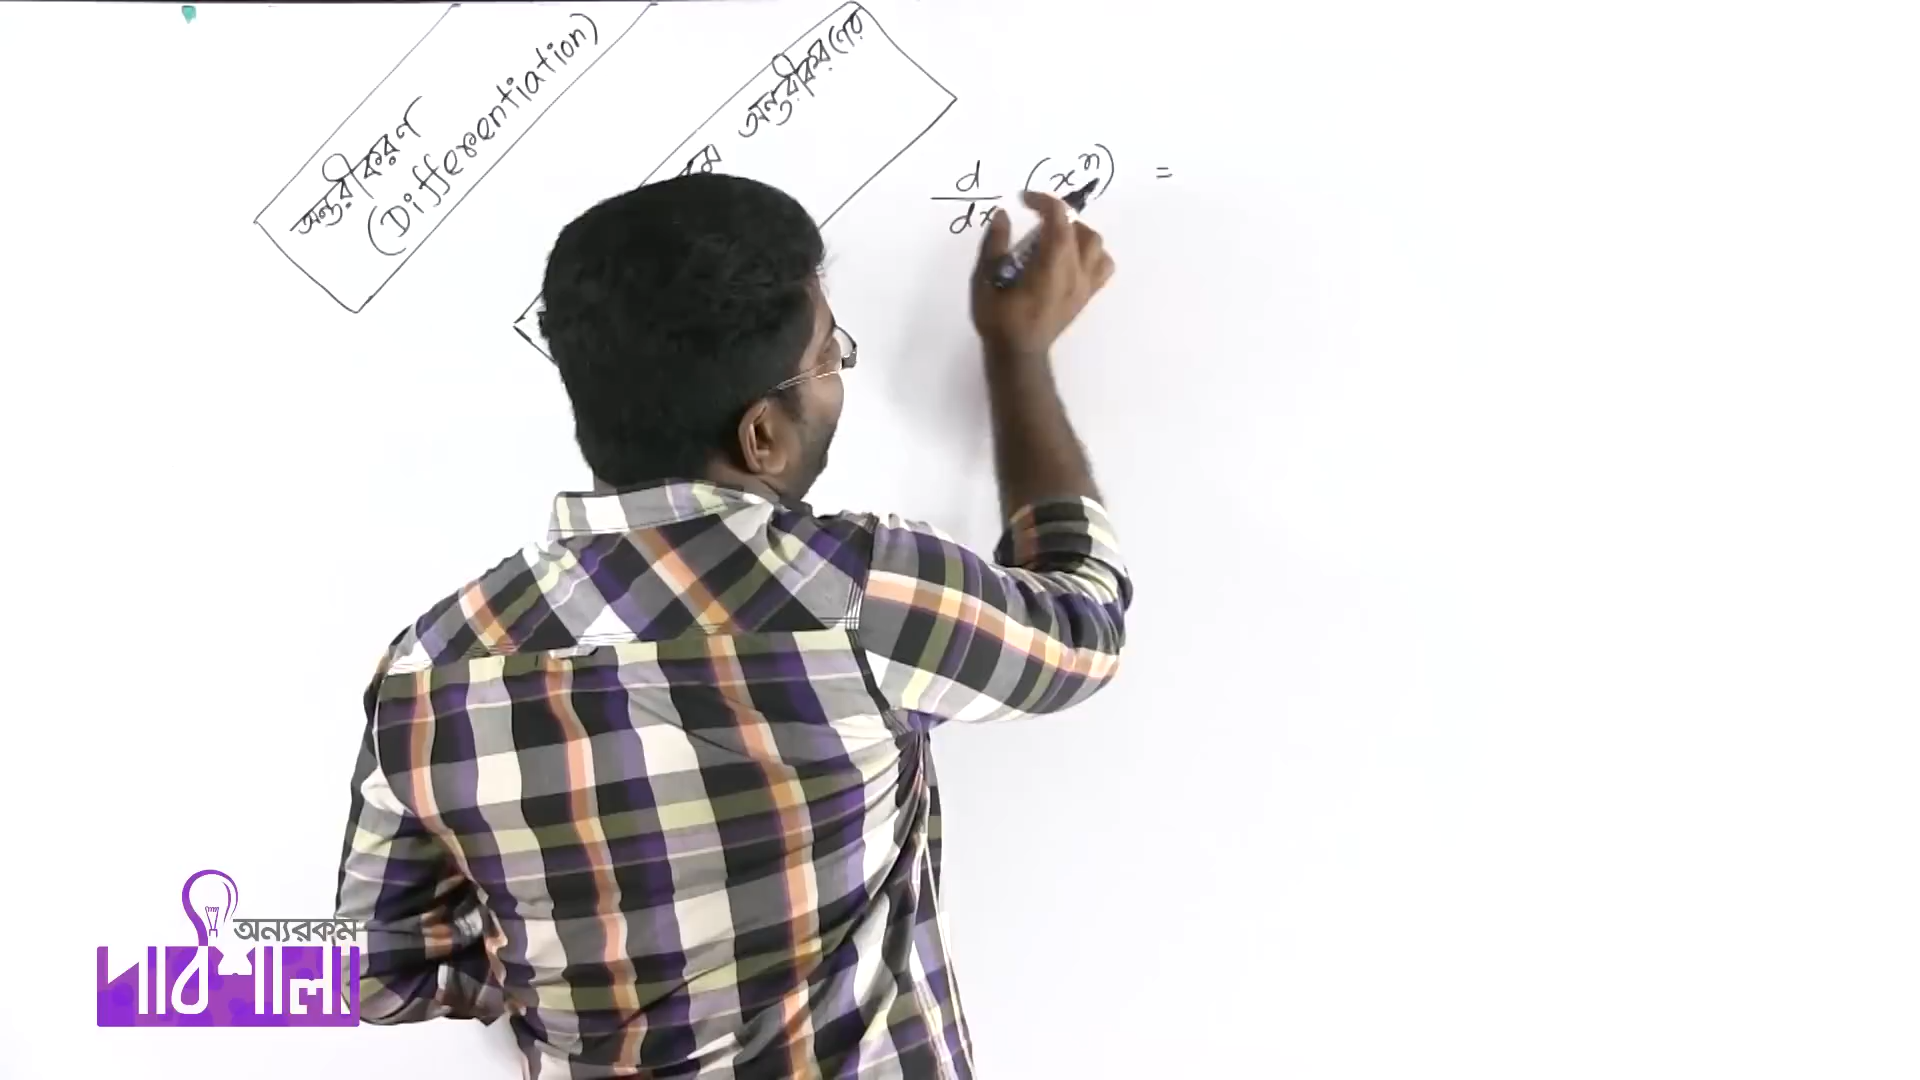 অন্তরীকরণ
(Differentiation)
অন্তরীকরণের
d/dx (xⁿ) =
অন্যরকম
পাঠশালা